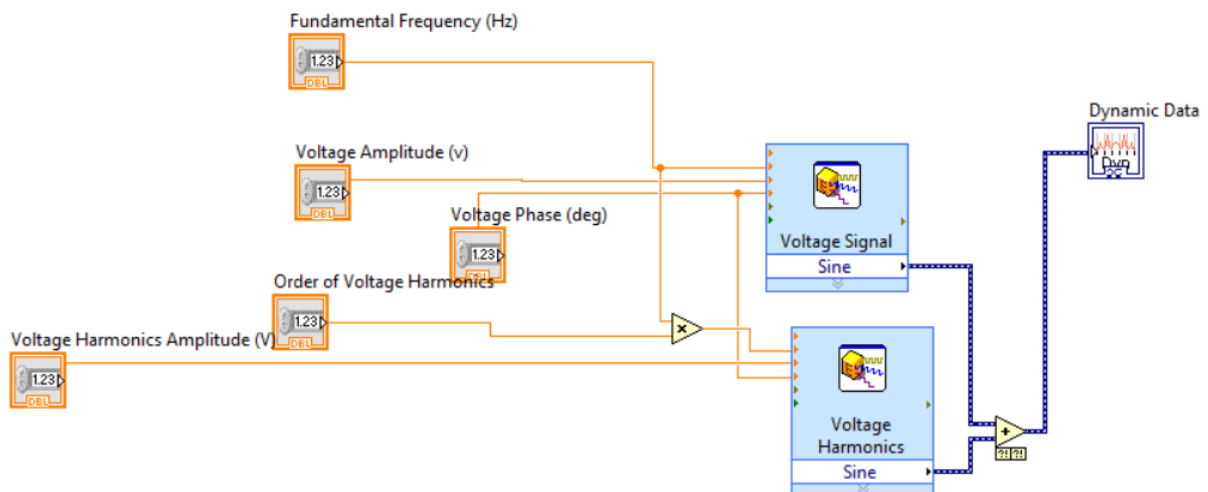 Fundamental Frequency (Hz)
1.23
DBL
Dynamic Data
Voltage Amplitude (v)
1.23
DBL
Voltage Phase (deg)
1.23
DBL
Voltage Signal
Sine
Order of Voltage Harmonics
1.23
DBL
Voltage Harmonics Amplitude (V)
1.23
DBL
Voltage
Harmonics
Sine
×
+
?! ?!